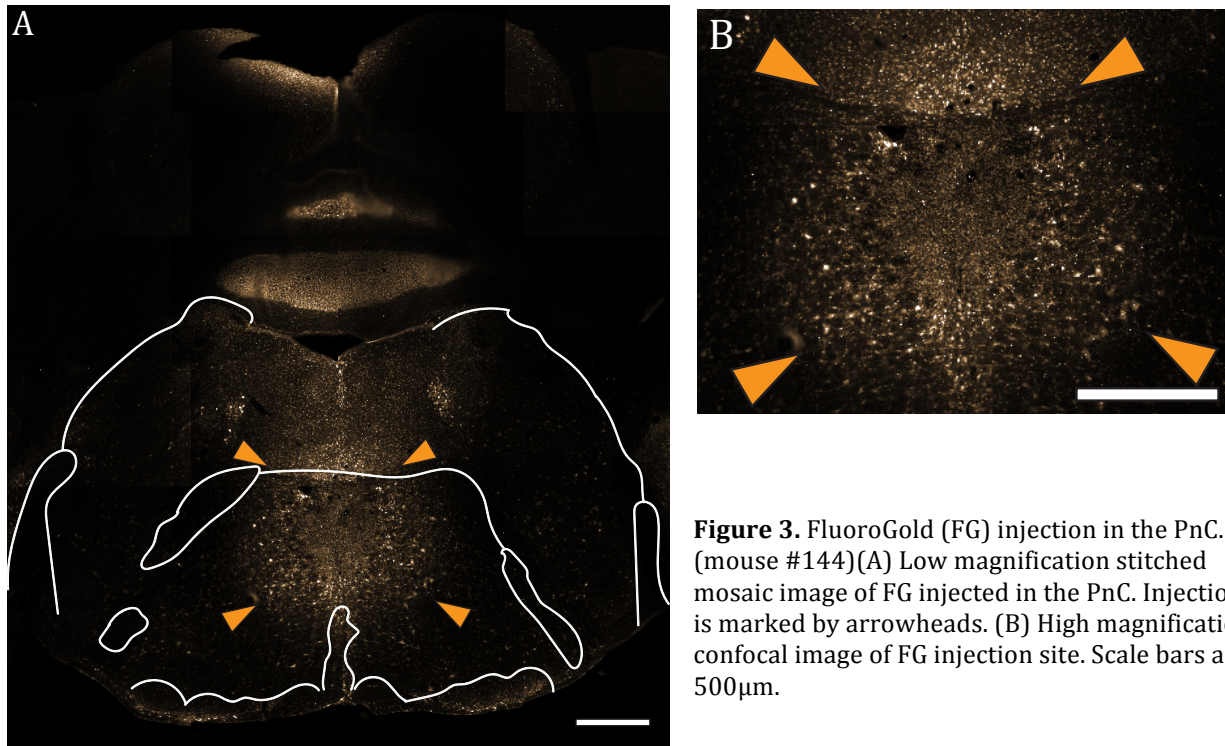 A
B
Figure 3. FluoroGold (FG) injection in the PnC.
(mouse #144)(A) Low magnification stitched
mosaic image of FG injected in the PnC. Injectio
is marked by arrowheads. (B) High magnificatio
confocal image of FG injection site. Scale bars a
500µm.